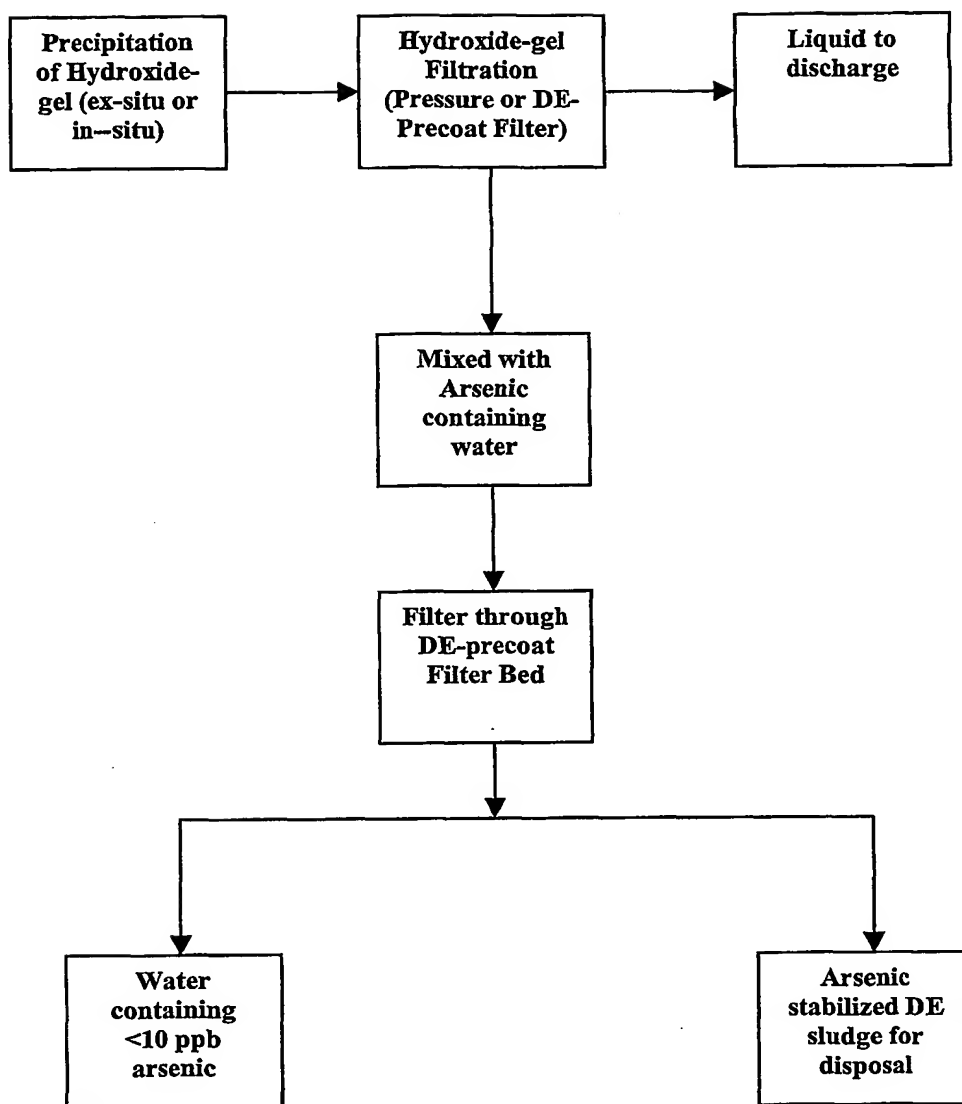 Precipitation
of Hydroxide-
gel (ex-situ or
in--situ)
Hydroxide-gel
Filtration
(Pressure or DE-
Precoat Filter)
Liquid to
discharge
Mixed with
Arsenic
containing
water
Filter through
DE-precoat
Filter Bed
Water
containing
<10 ppb
arsenic
Arsenic
stabilized DE
sludge for
disposal